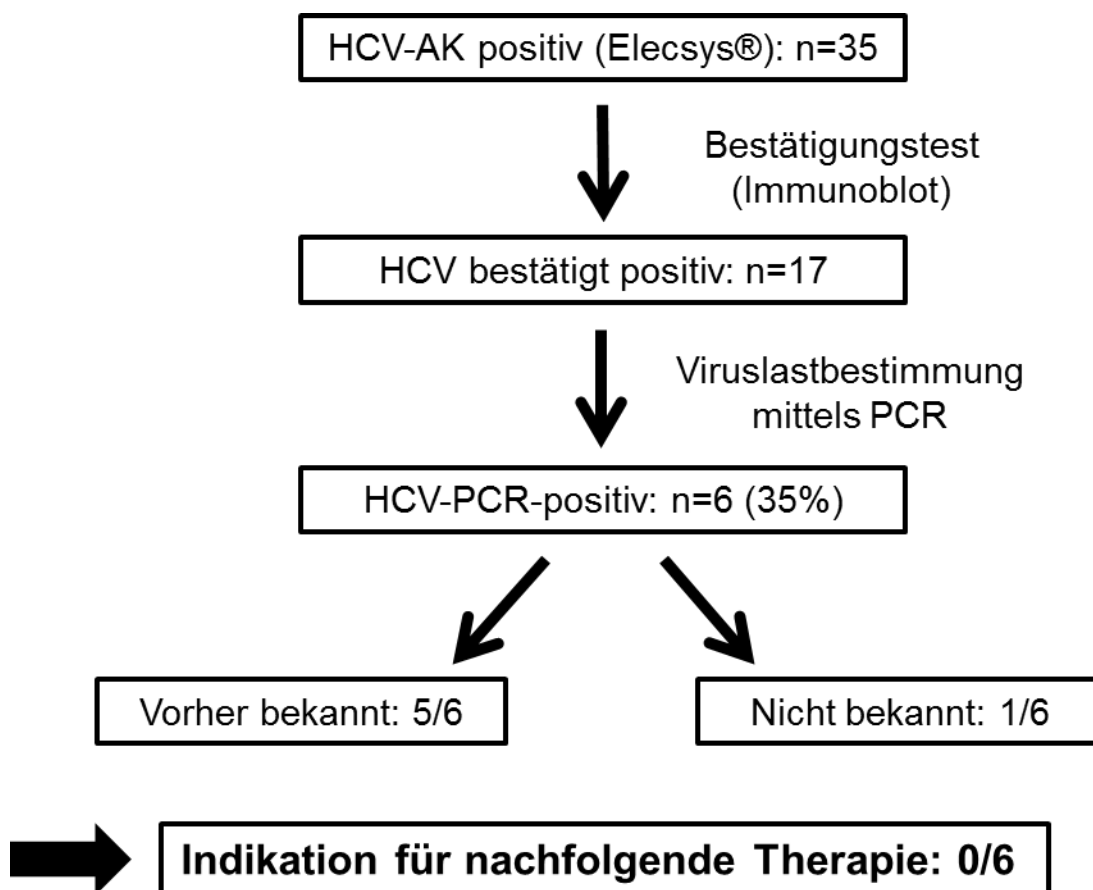 HCV-AK positiv (Elecsys®): n=35
Bestätigungstest
(Immunoblot)
HCV bestätigt positiv: n=17
Viruslastbestimmung
mittels PCR
HCV-PCR-positiv: n=6 (35%)
Vorher bekannt: 5/6
Nicht bekannt: 1/6
Indikation für nachfolgende Therapie: 0/6